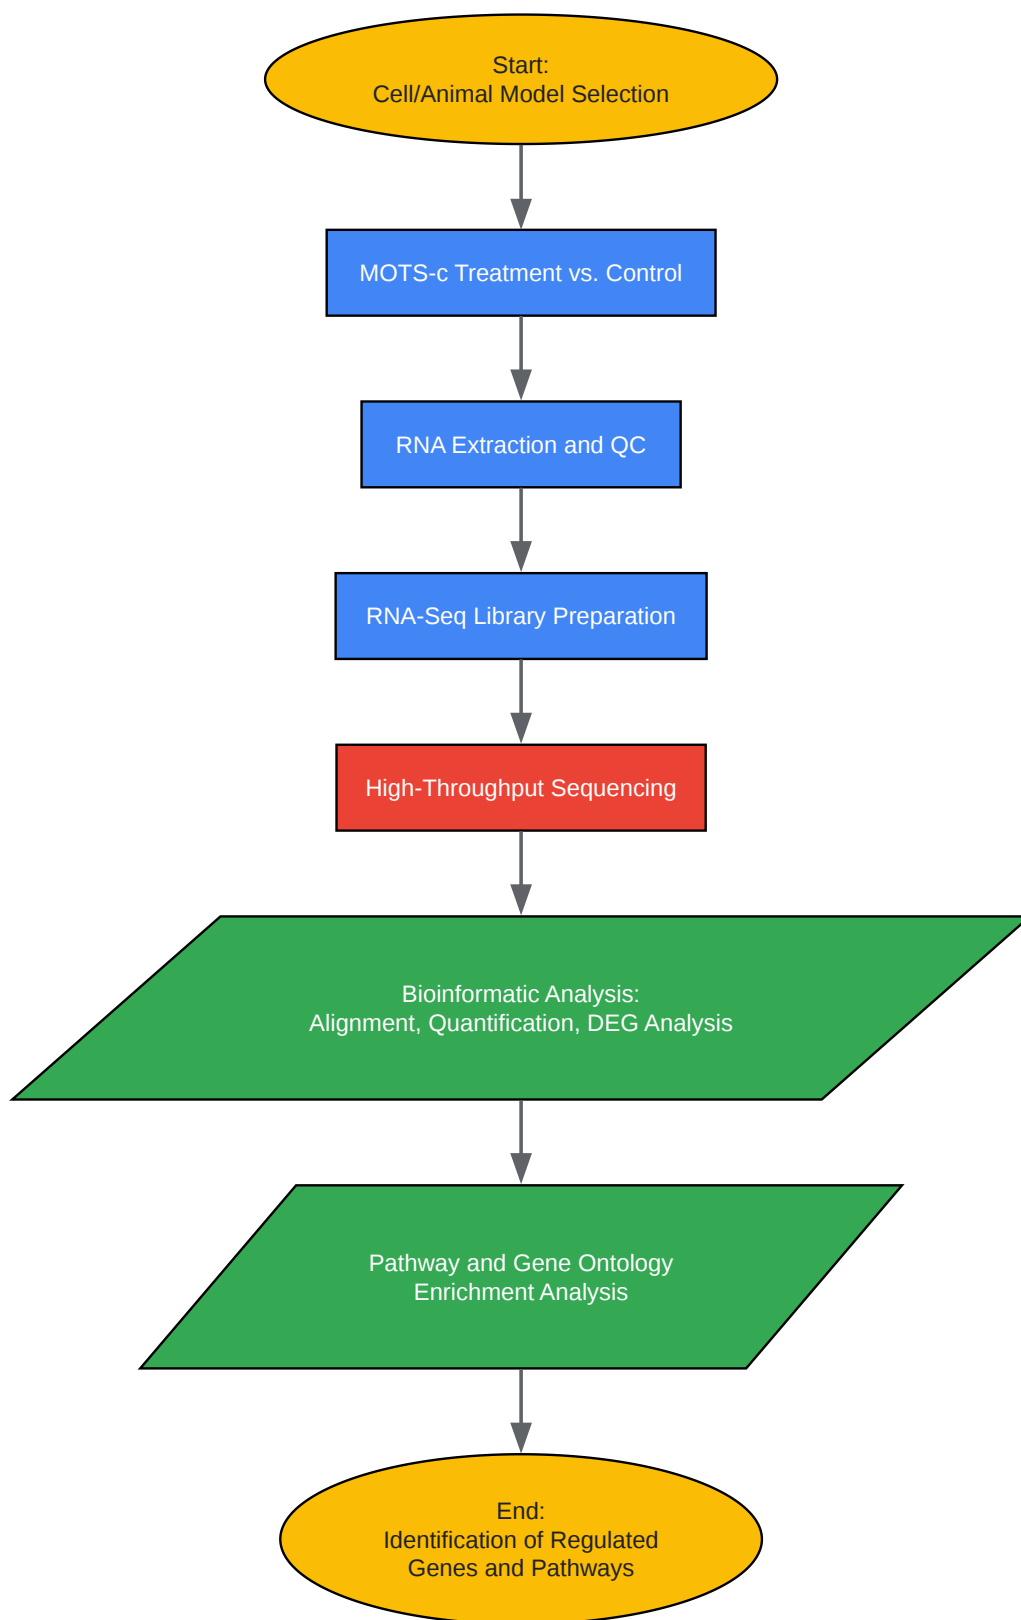 Start:
Cell/Animal Model Selection
MOTS-c Treatment vs. Control
RNA Extraction and QC
RNA-Seq Library Preparation
High-Throughput Sequencing
Bioinformatic Analysis:
Alignment, Quantification, DEG Analysis
Pathway and Gene Ontology
Enrichment Analysis
End:
Identification of Regulated
Genes and Pathways